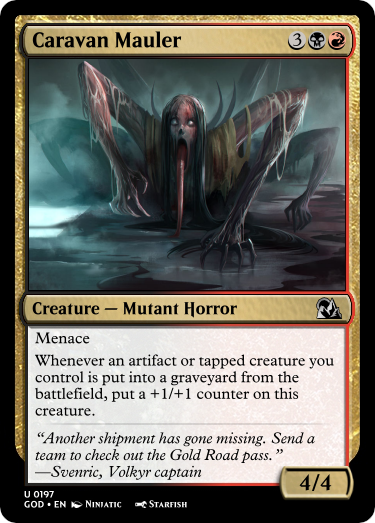 Caravan Mauler 3
Creature — Mutant Horror
Menace
Whenever an artifact or tapped creature you
control is put into a graveyard from the
battlefield, put a +1/+1 counter on this
creature.
“Another shipment has gone missing. Send a
team to check out the Gold Road pass.”
—Svenric, Volkyr captain
4/4
U 0197
GOD • EN Niniatic Starfish